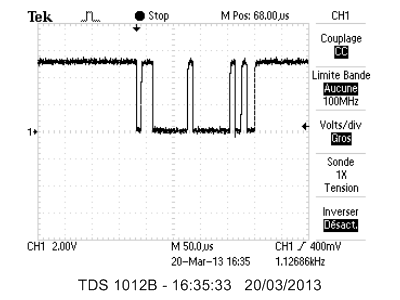 Tek Stop M Pos: 68.00us CH1
Couplage
CC
Limite Bande
Aucune
100MHz
Volts/div
Gros
1
Sonde
1X
Tension
Inverser
Désact.
CH1 2.00V M 50.0us CH1 400mV
20-Mar-13 16:35 1.12686kHz
TDS 1012B - 16:35:33 20/03/2013